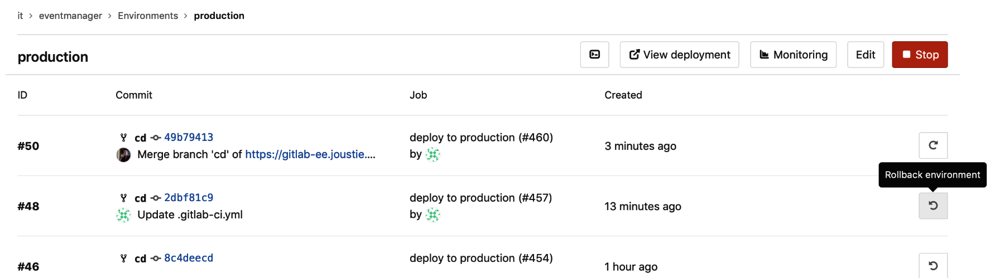 it > eventmanager > Environments > production
production
View deployment
Monitoring
Edit
Stop
ID Commit Job Created
#50
cd 49b79413
Merge branch 'cd' of https://gitlab-ee.joustie....
deploy to production (#460)
by
3 minutes ago
Rollback environment
#48
cd 2dbf81c9
Update .gitlab-ci.yml
deploy to production (#457)
by
13 minutes ago
#46
cd 8c4deecd
deploy to production (#454)
1 hour ago